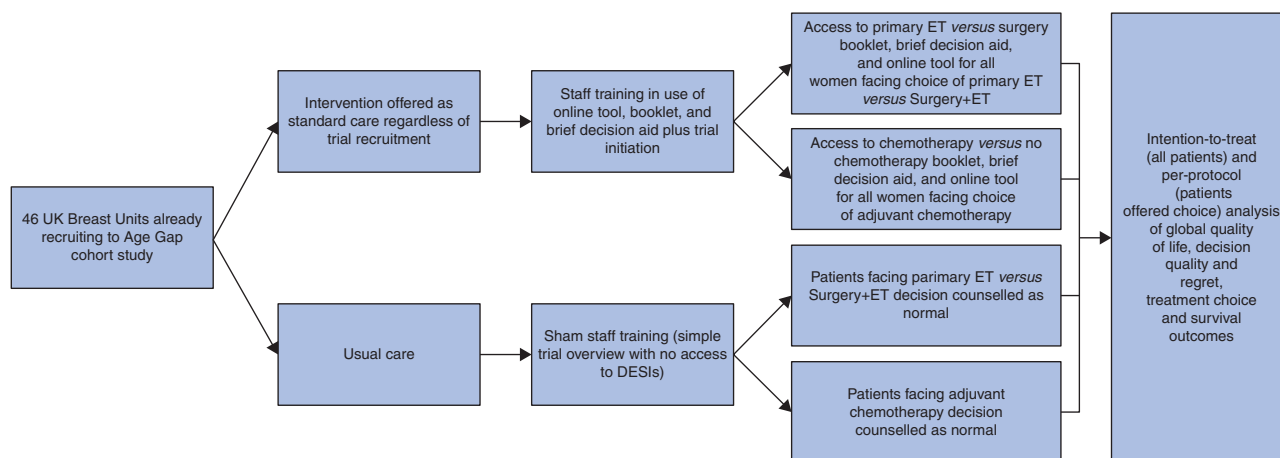 46 UK Breast Units already
recruiting to Age Gap
cohort study
Intervention offered as
standard care regardless of
trial recruitment
Usual care
Staff training in use of
online tool, booklet, and
brief decision aid plus trial
initiation
Sham staff training (simple
trial overview with no access
to DESIs)
Access to primary ET versus surgery
booklet, brief decision aid,
and online tool for all
women facing choice of primary ET
versus Surgery+ET
Access to chemotherapy versus no
chemotherapy booklet, brief
decision aid, and online tool
for all women facing choice
of adjuvant chemotherapy
Patients facing parimary ET versus
Surgery+ET decision counselled as
normal
Patients facing adjuvant
chemotherapy decision
counselled as normal
Intention-to-treat
(all patients) and
per-protocol
(patients
offered choice) analysis
of global quality
of life, decision
quality and
regret,
treatment choice
and survival
outcomes